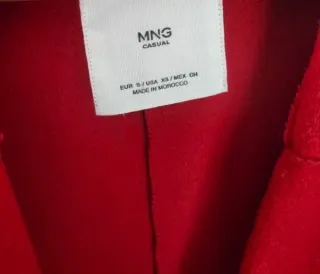 MNG
CASUAL
EUR S / USA XS / MEX CH
MADE IN MOROCCO